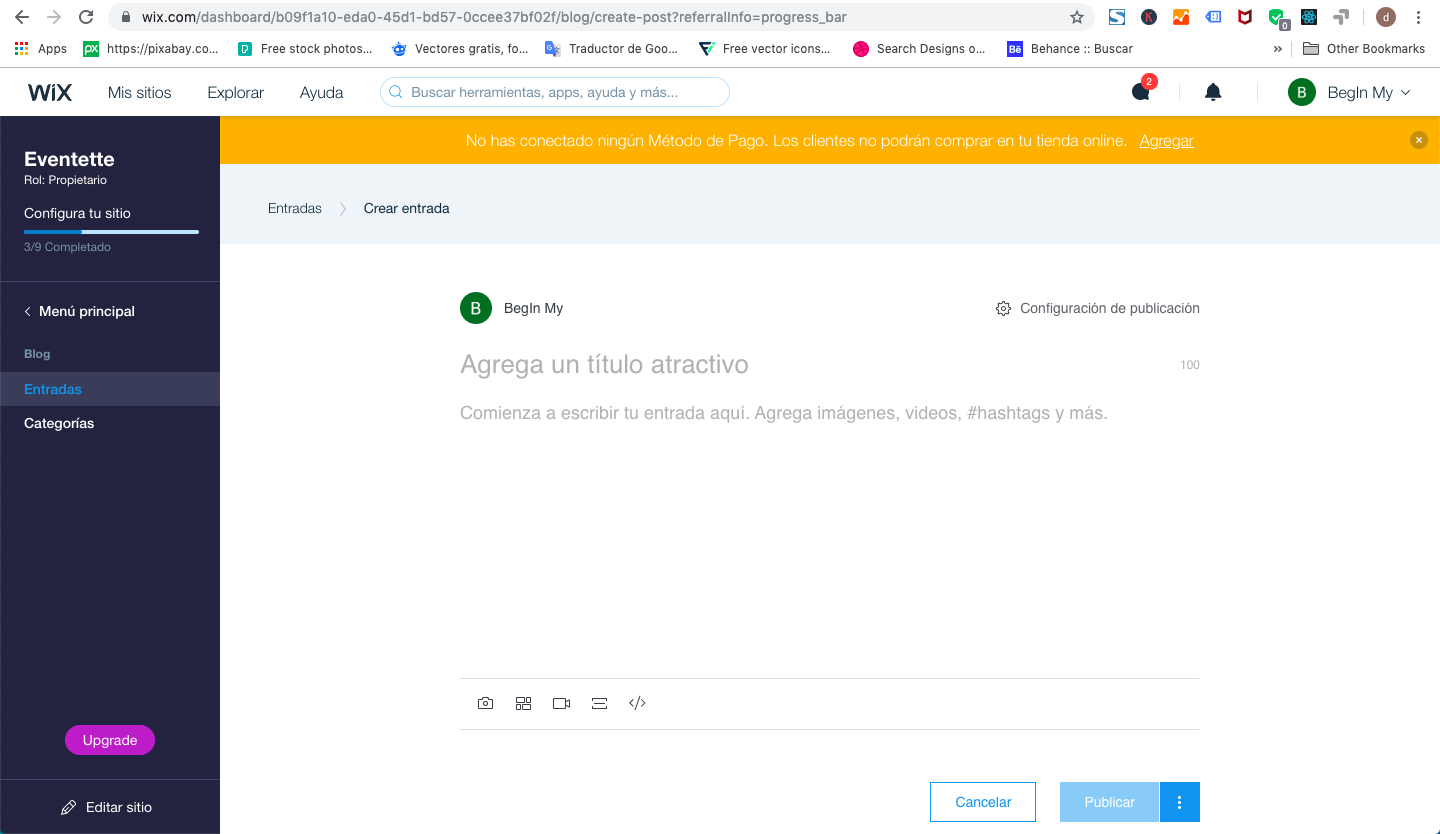 wix.com/dashboard/b09f1a10-eda0-45d1-bd57-0ccee37bf02f/blog/create-post?referralInfo=progress_bar
K
0
d
Apps
px
https://pixabay.co...
Free stock photos...
Vectores gratis, fo...
Traductor de Goo...
Free vector icons...
Search Designs o...
Bē
Behance :: Buscar
»
Other Bookmarks
WiX
Mis sitios
Explorar
Ayuda
Buscar herramientas, apps, ayuda y más...
2
B
BegIn My
Eventette
Rol: Propietario
Configura tu sitio
3/9 Completado
Menú principal
Blog
Entradas
Categorías
Upgrade
Editar sitio
No has conectado ningún Método de Pago. Los clientes no podrán comprar en tu tienda online. Agregar
Entradas
Crear entrada
B
BegIn My
Configuración de publicación
Agrega un título atractivo
100
Comienza a escribir tu entrada aquí. Agrega imágenes, videos, #hashtags y más.
Cancelar
Publicar